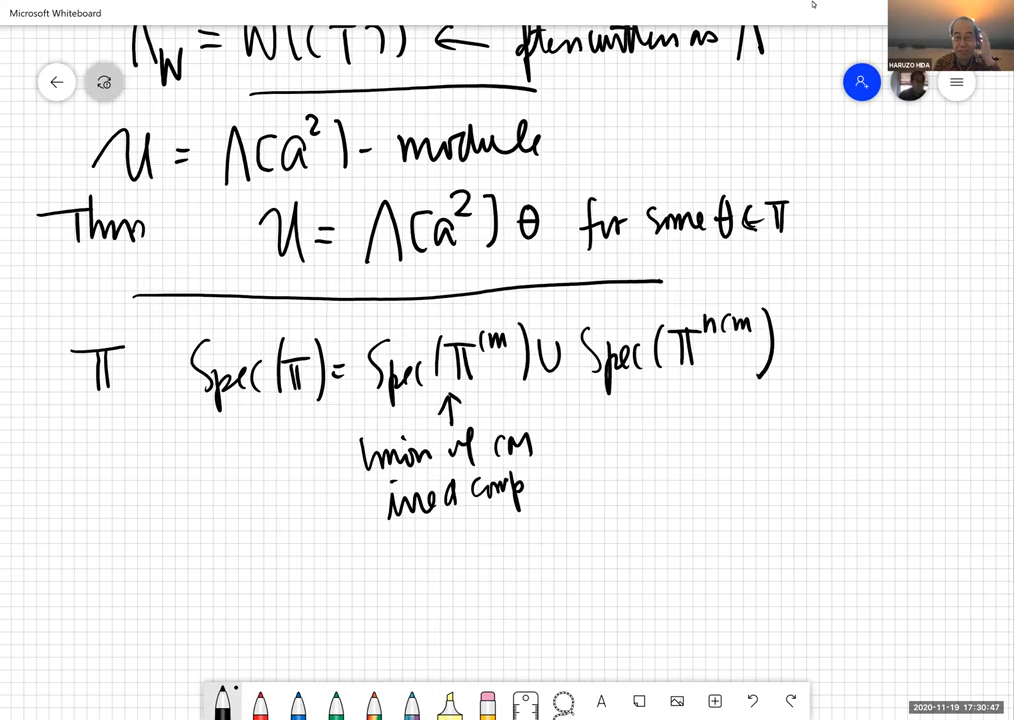 Microsoft Whiteboard
Λ_W = W[[T]] ← often written as Λ
HARUZO HIDA
𝒰 = Λ[a²] - module
Thm 𝒰 = Λ[a²] θ for some θ ∈ 𝕋
𝕋 Spec(𝕋) = Spec(𝕋^cm) ∪ Spec(𝕋^ncm)
↑
Union of CM
irred comp
2020-11-19 17:30:47